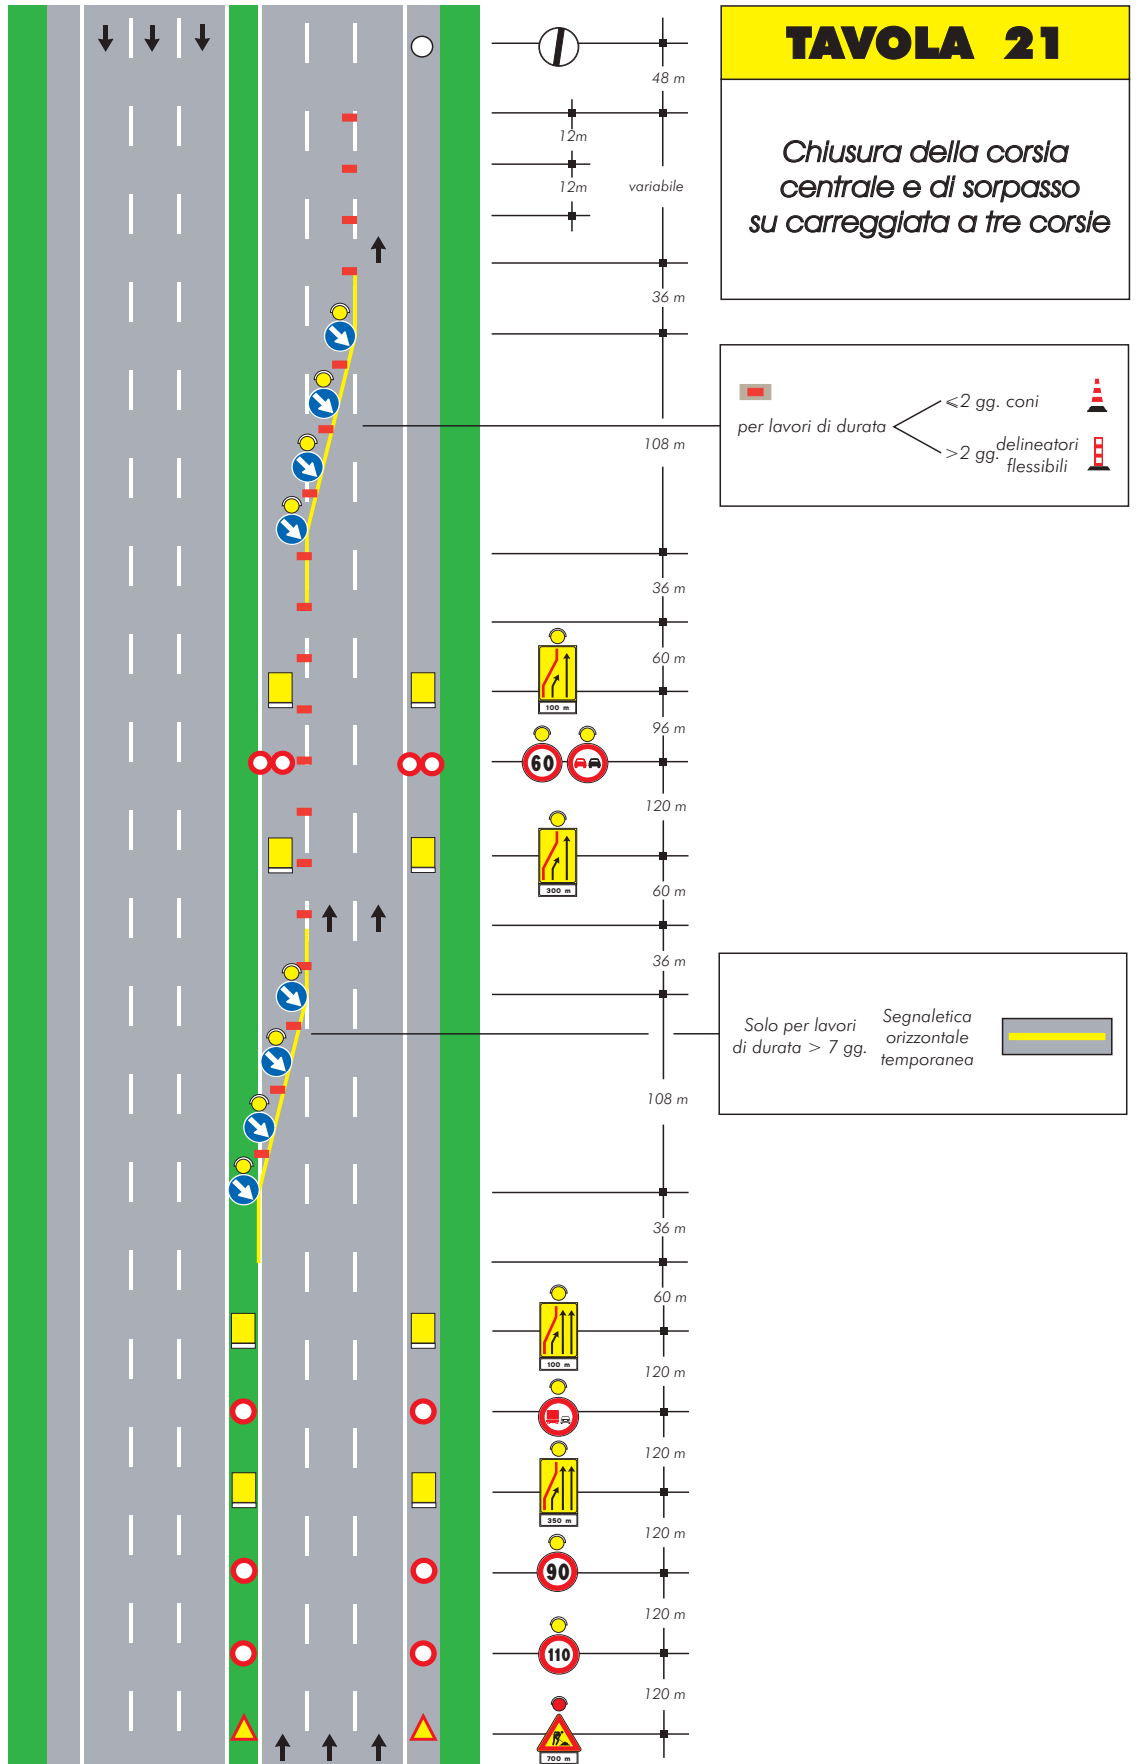 TAVOLA 21
Chiusura della corsia
centrale e di sorpasso
su carreggiata a tre corsie
48 m
12m
12m
variabile
36 m
per lavori di durata
≤2 gg. coni
>2 gg. delineatori
flessibili
108 m
36 m
60 m
100 m
96 m
60
120 m
300 m
60 m
36 m
Solo per lavori
di durata > 7 gg.
Segnaletica
orizzontale
temporanea
108 m
36 m
60 m
100 m
120 m
120 m
350 m
120 m
90
120 m
110
120 m
700 m